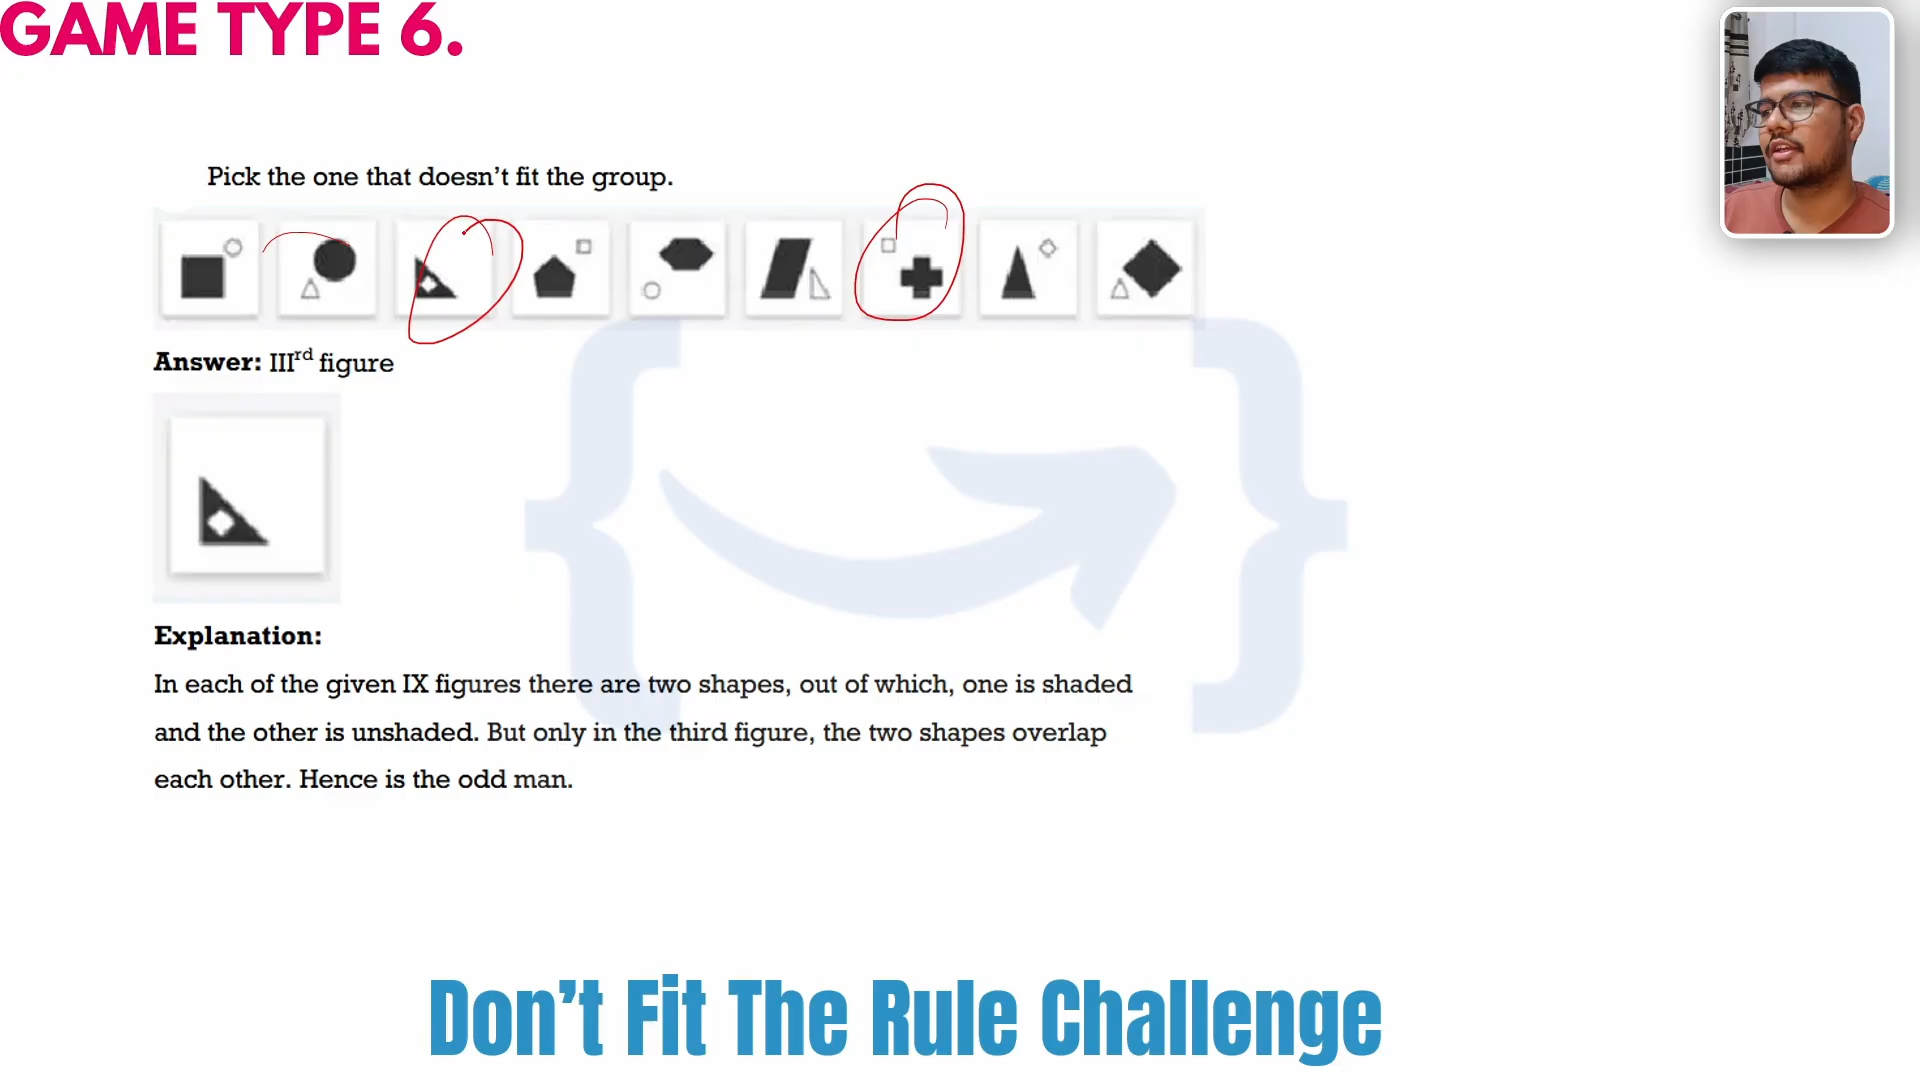 GAME TYPE 6.
Pick the one that doesn’t fit the group.
Answer: IIIrd figure
Explanation:
In each of the given IX figures there are two shapes, out of which, one is shaded
and the other is unshaded. But only in the third figure, the two shapes overlap
each other. Hence is the odd man.
Don’t Fit The Rule Challenge